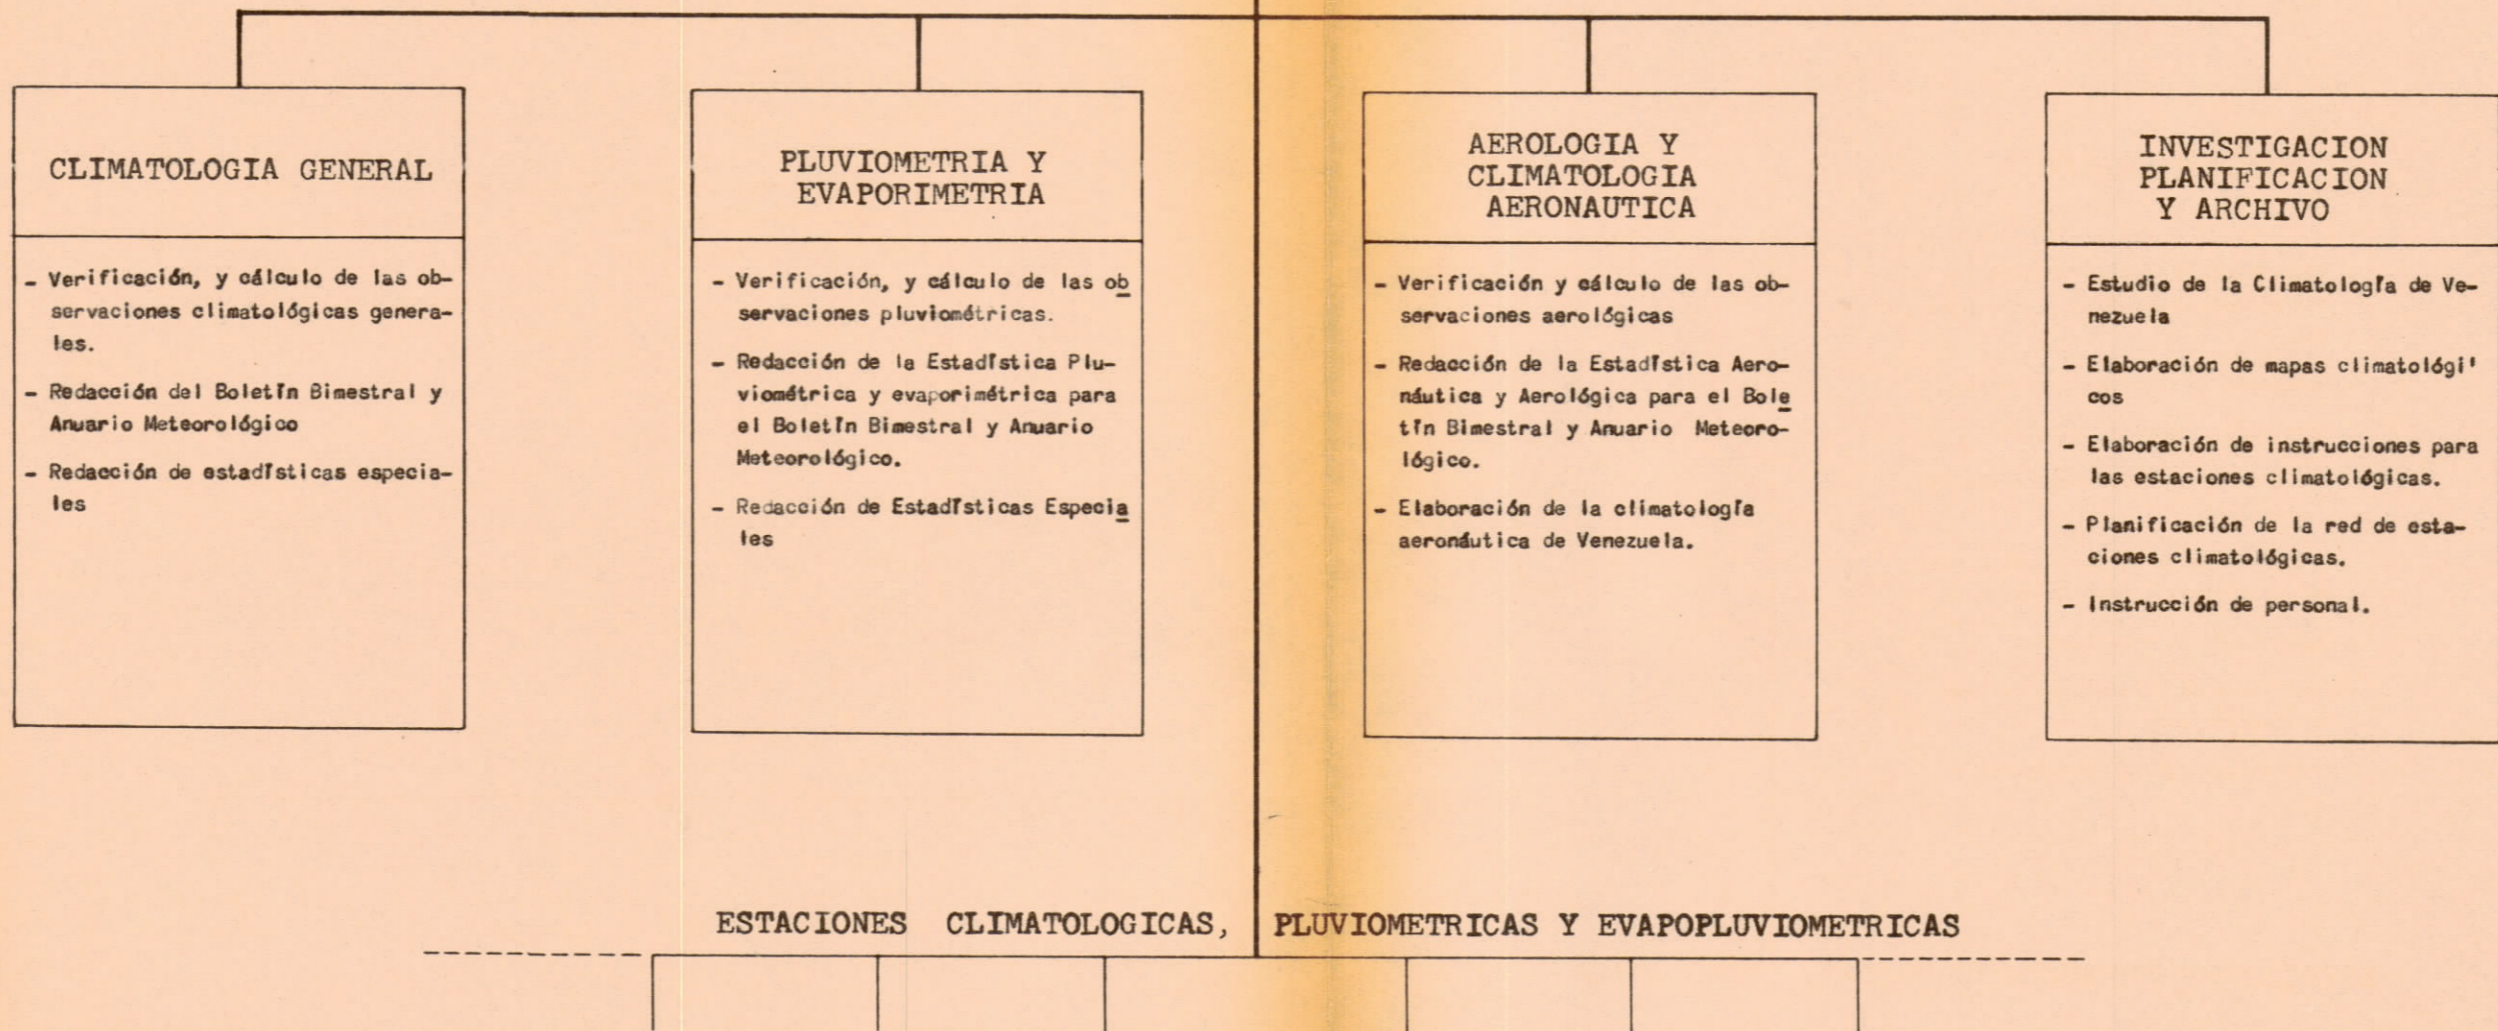 CLIMATOLOGIA GENERAL
- Verificación, y cálculo de las ob-
servaciones climatológicas genera-
les.
- Redacción del Boletín Bimestral y
Anuario Meteorológico
- Redacción de estadísticas especia-
les
PLUVIOMETRIA Y
EVAPORIMETRIA
- Verificación, y cálculo de las ob
servaciones pluviométricas.
- Redacción de la Estadística Plu-
viométrica y evaporimétrica para
el Boletín Bimestral y Anuario
Meteorológico.
- Redacción de Estadísticas Especia
les
AEROLOGIA Y
CLIMATOLOGIA
AERONAUTICA
- Verificación y cálculo de las ob-
servaciones aerológicas
- Redacción de la Estadística Aero-
náutica y Aerológica para el Bole
tín Bimestral y Anuario Meteoro-
lógico.
- Elaboración de la climatología
aeronáutica de Venezuela.
INVESTIGACION
PLANIFICACION
Y ARCHIVO
- Estudio de la Climatología de Ve-
nezuela
- Elaboración de mapas climatológi'
cos
- Elaboración de instrucciones para
las estaciones climatológicas.
- Planificación de la red de esta-
ciones climatológicas.
- Instrucción de personal.
ESTACIONES CLIMATOLOGICAS, PLUVIOMETRICAS Y EVAPOPLUVIOMETRICAS